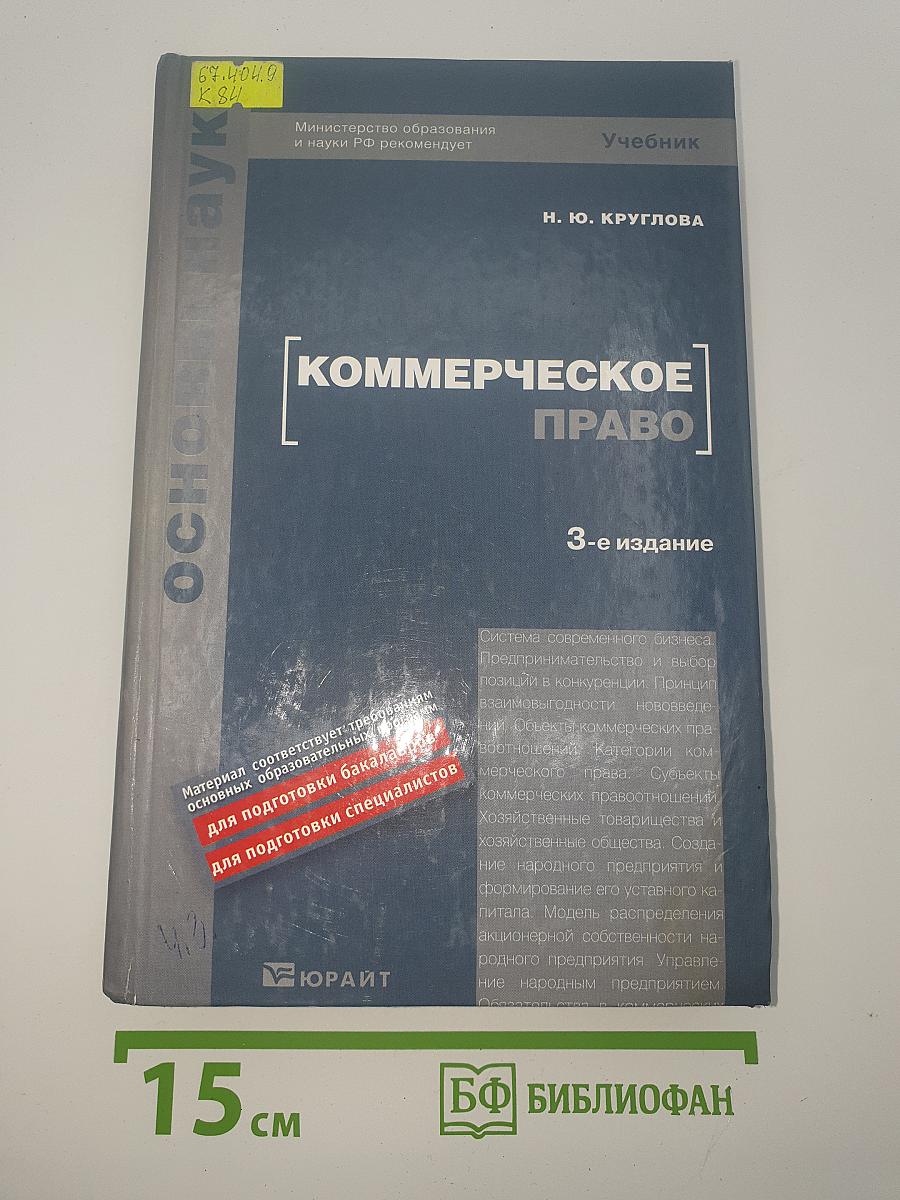 67.404.9
К 84
Министерство образования
и науки РФ рекомендует
Учебник
основы наук
Н. Ю. КРУГЛОВА
КОММЕРЧЕСКОЕ
ПРАВО
3-е издание
Система современного бизнеса.
Предпринимательство и выбор
позиции в конкуренции. Принцип
взаимовыгодности нововведе-
ний. Объекты коммерческих пра-
воотношений. Категории ком-
мерческого права. Субъекты
коммерческих правоотношений.
Хозяйственные товарищества и
хозяйственные общества. Созда-
ние народного предприятия и
формирование его уставного ка-
питала. Модель распределения
акционерной собственности на-
родного предприятия. Управле-
ние народным предприятием.
Обязательства в коммерческих
Материал соответствует требованиям
основных образовательных программ
для подготовки бакалавров
для подготовки специалистов
ч.з.
ЮРАЙТ
15 см
БФ БИБЛИОФАН